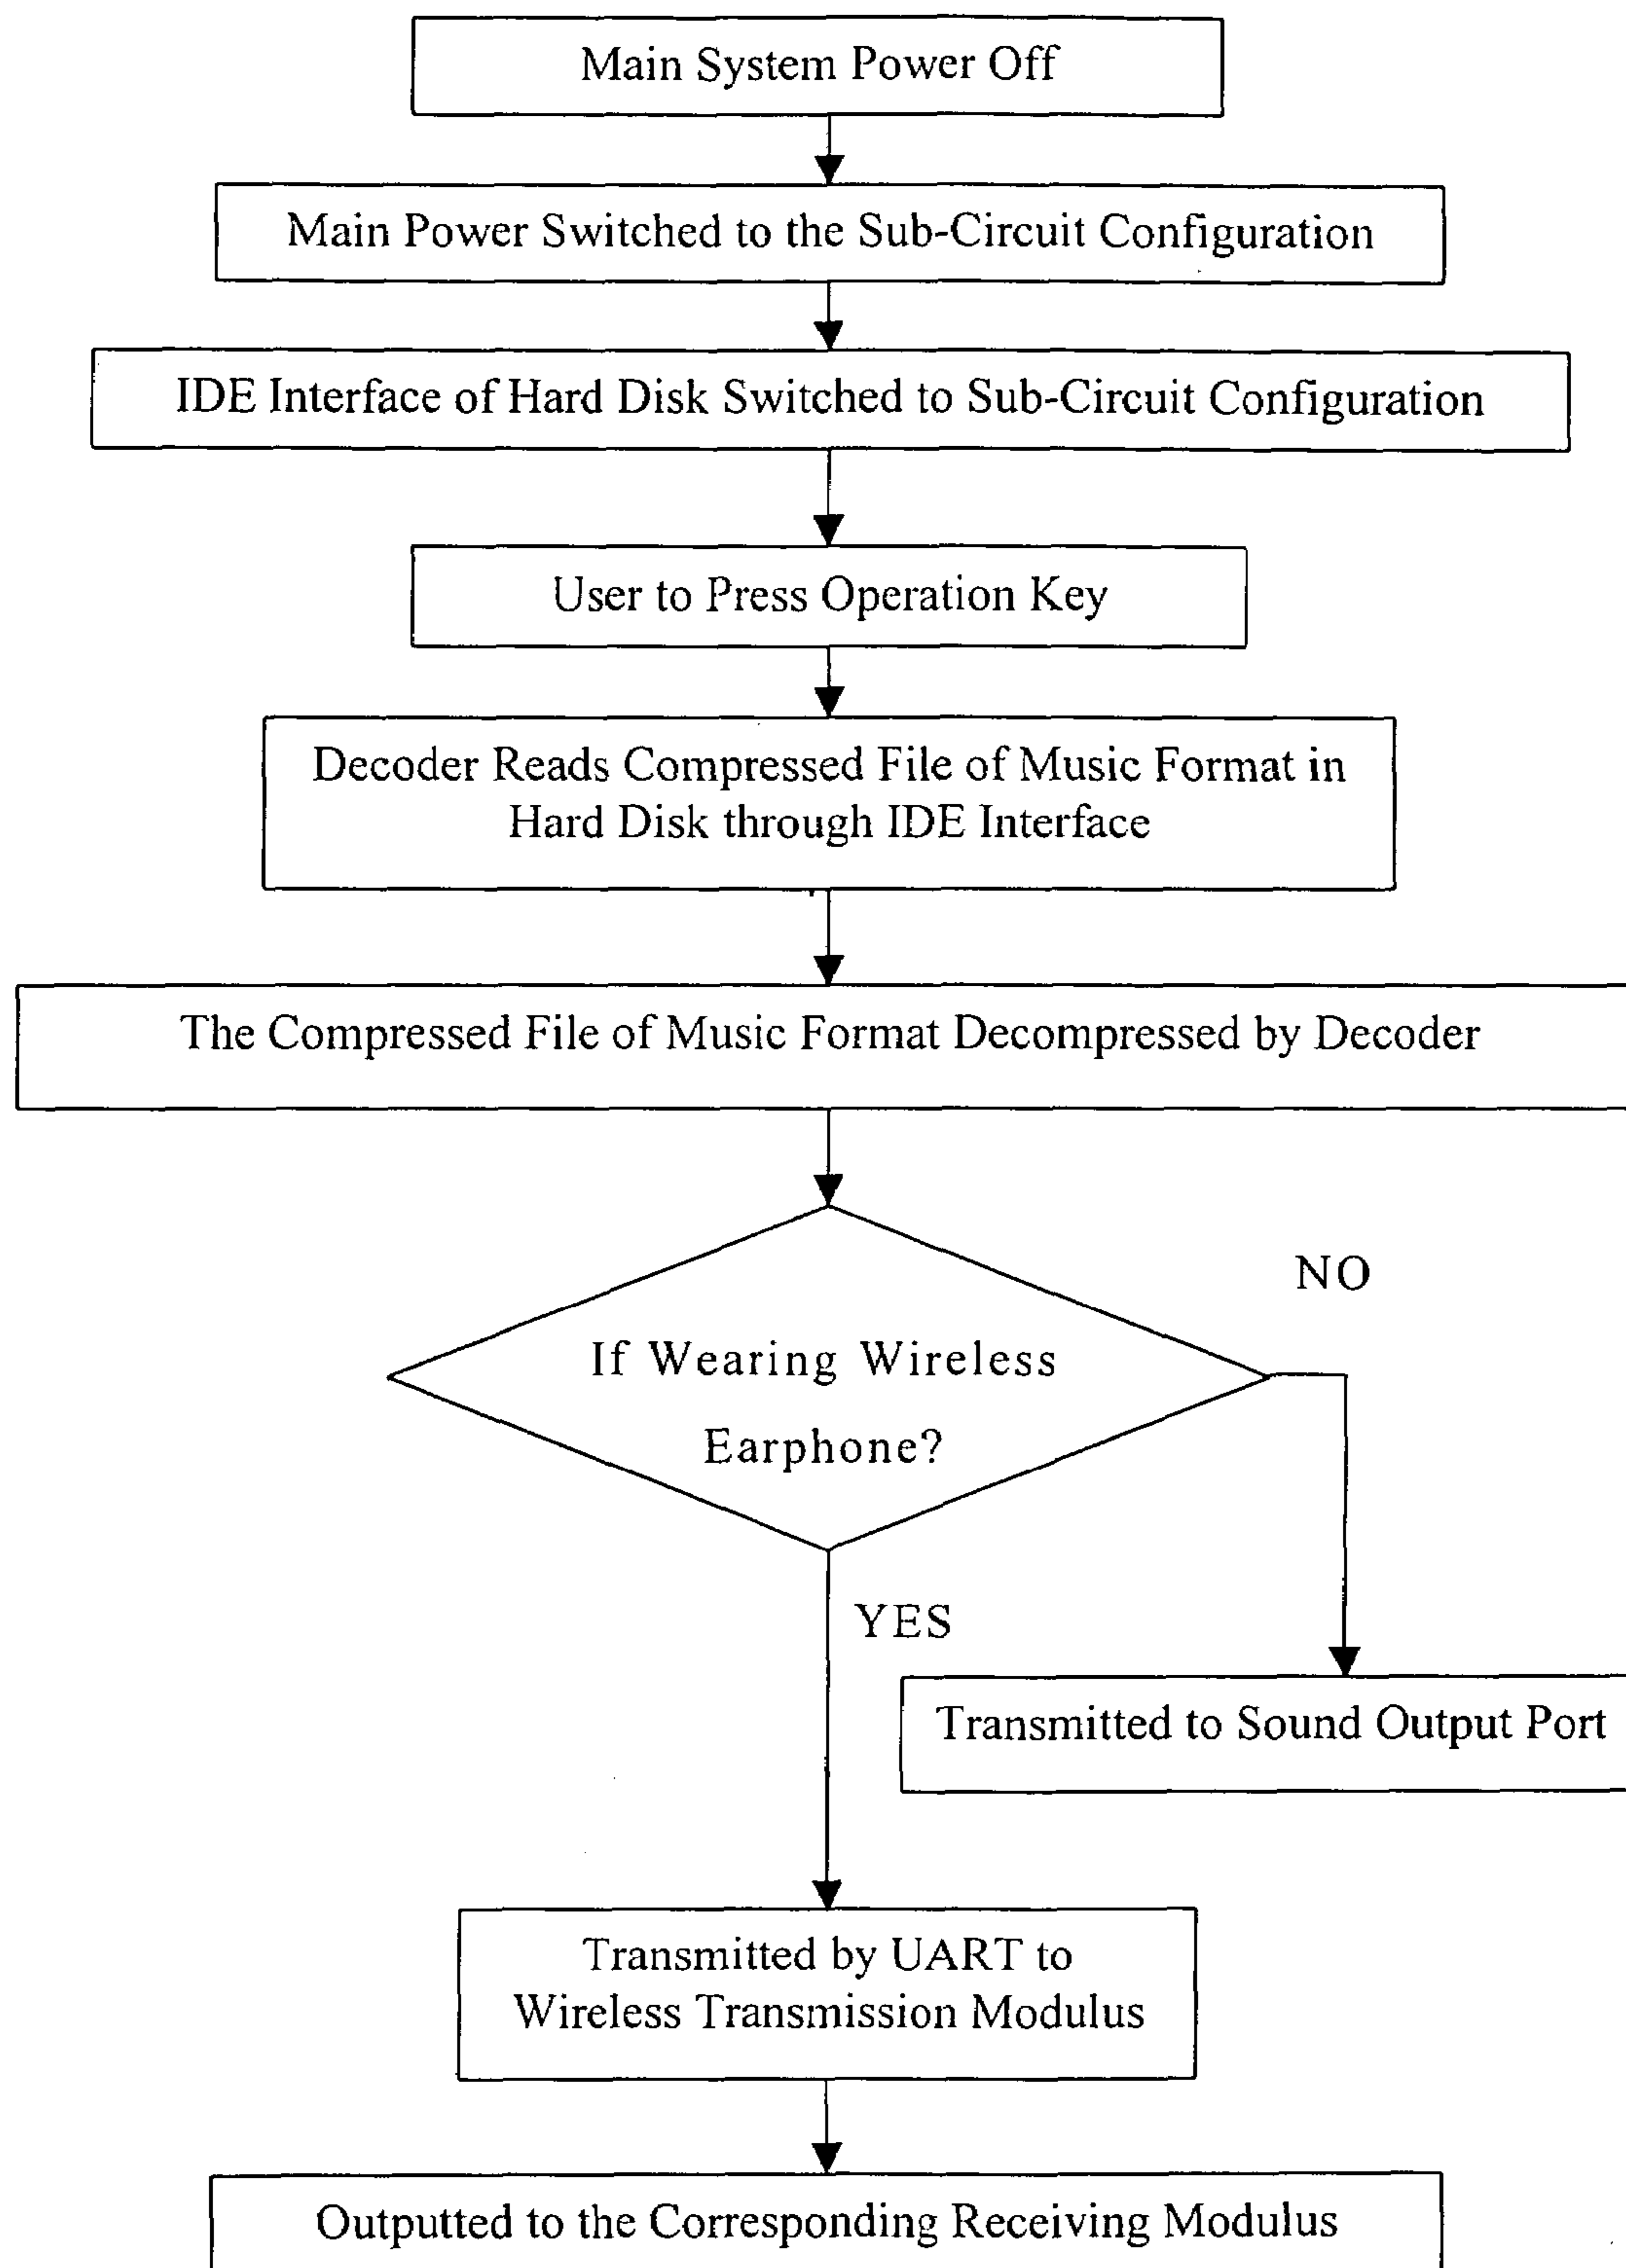 Main System Power Off
Main Power Switched to the Sub-Circuit Configuration
IDE Interface of Hard Disk Switched to Sub-Circuit Configuration
User to Press Operation Key
Decoder Reads Compressed File of Music Format in
Hard Disk through IDE Interface
The Compressed File of Music Format Decompressed by Decoder
NO
If Wearing Wireless
Earphone?
YES
Transmitted to Sound Output Port
Transmitted by UART to
Wireless Transmission Modulus
Outputted to the Corresponding Receiving Modulus